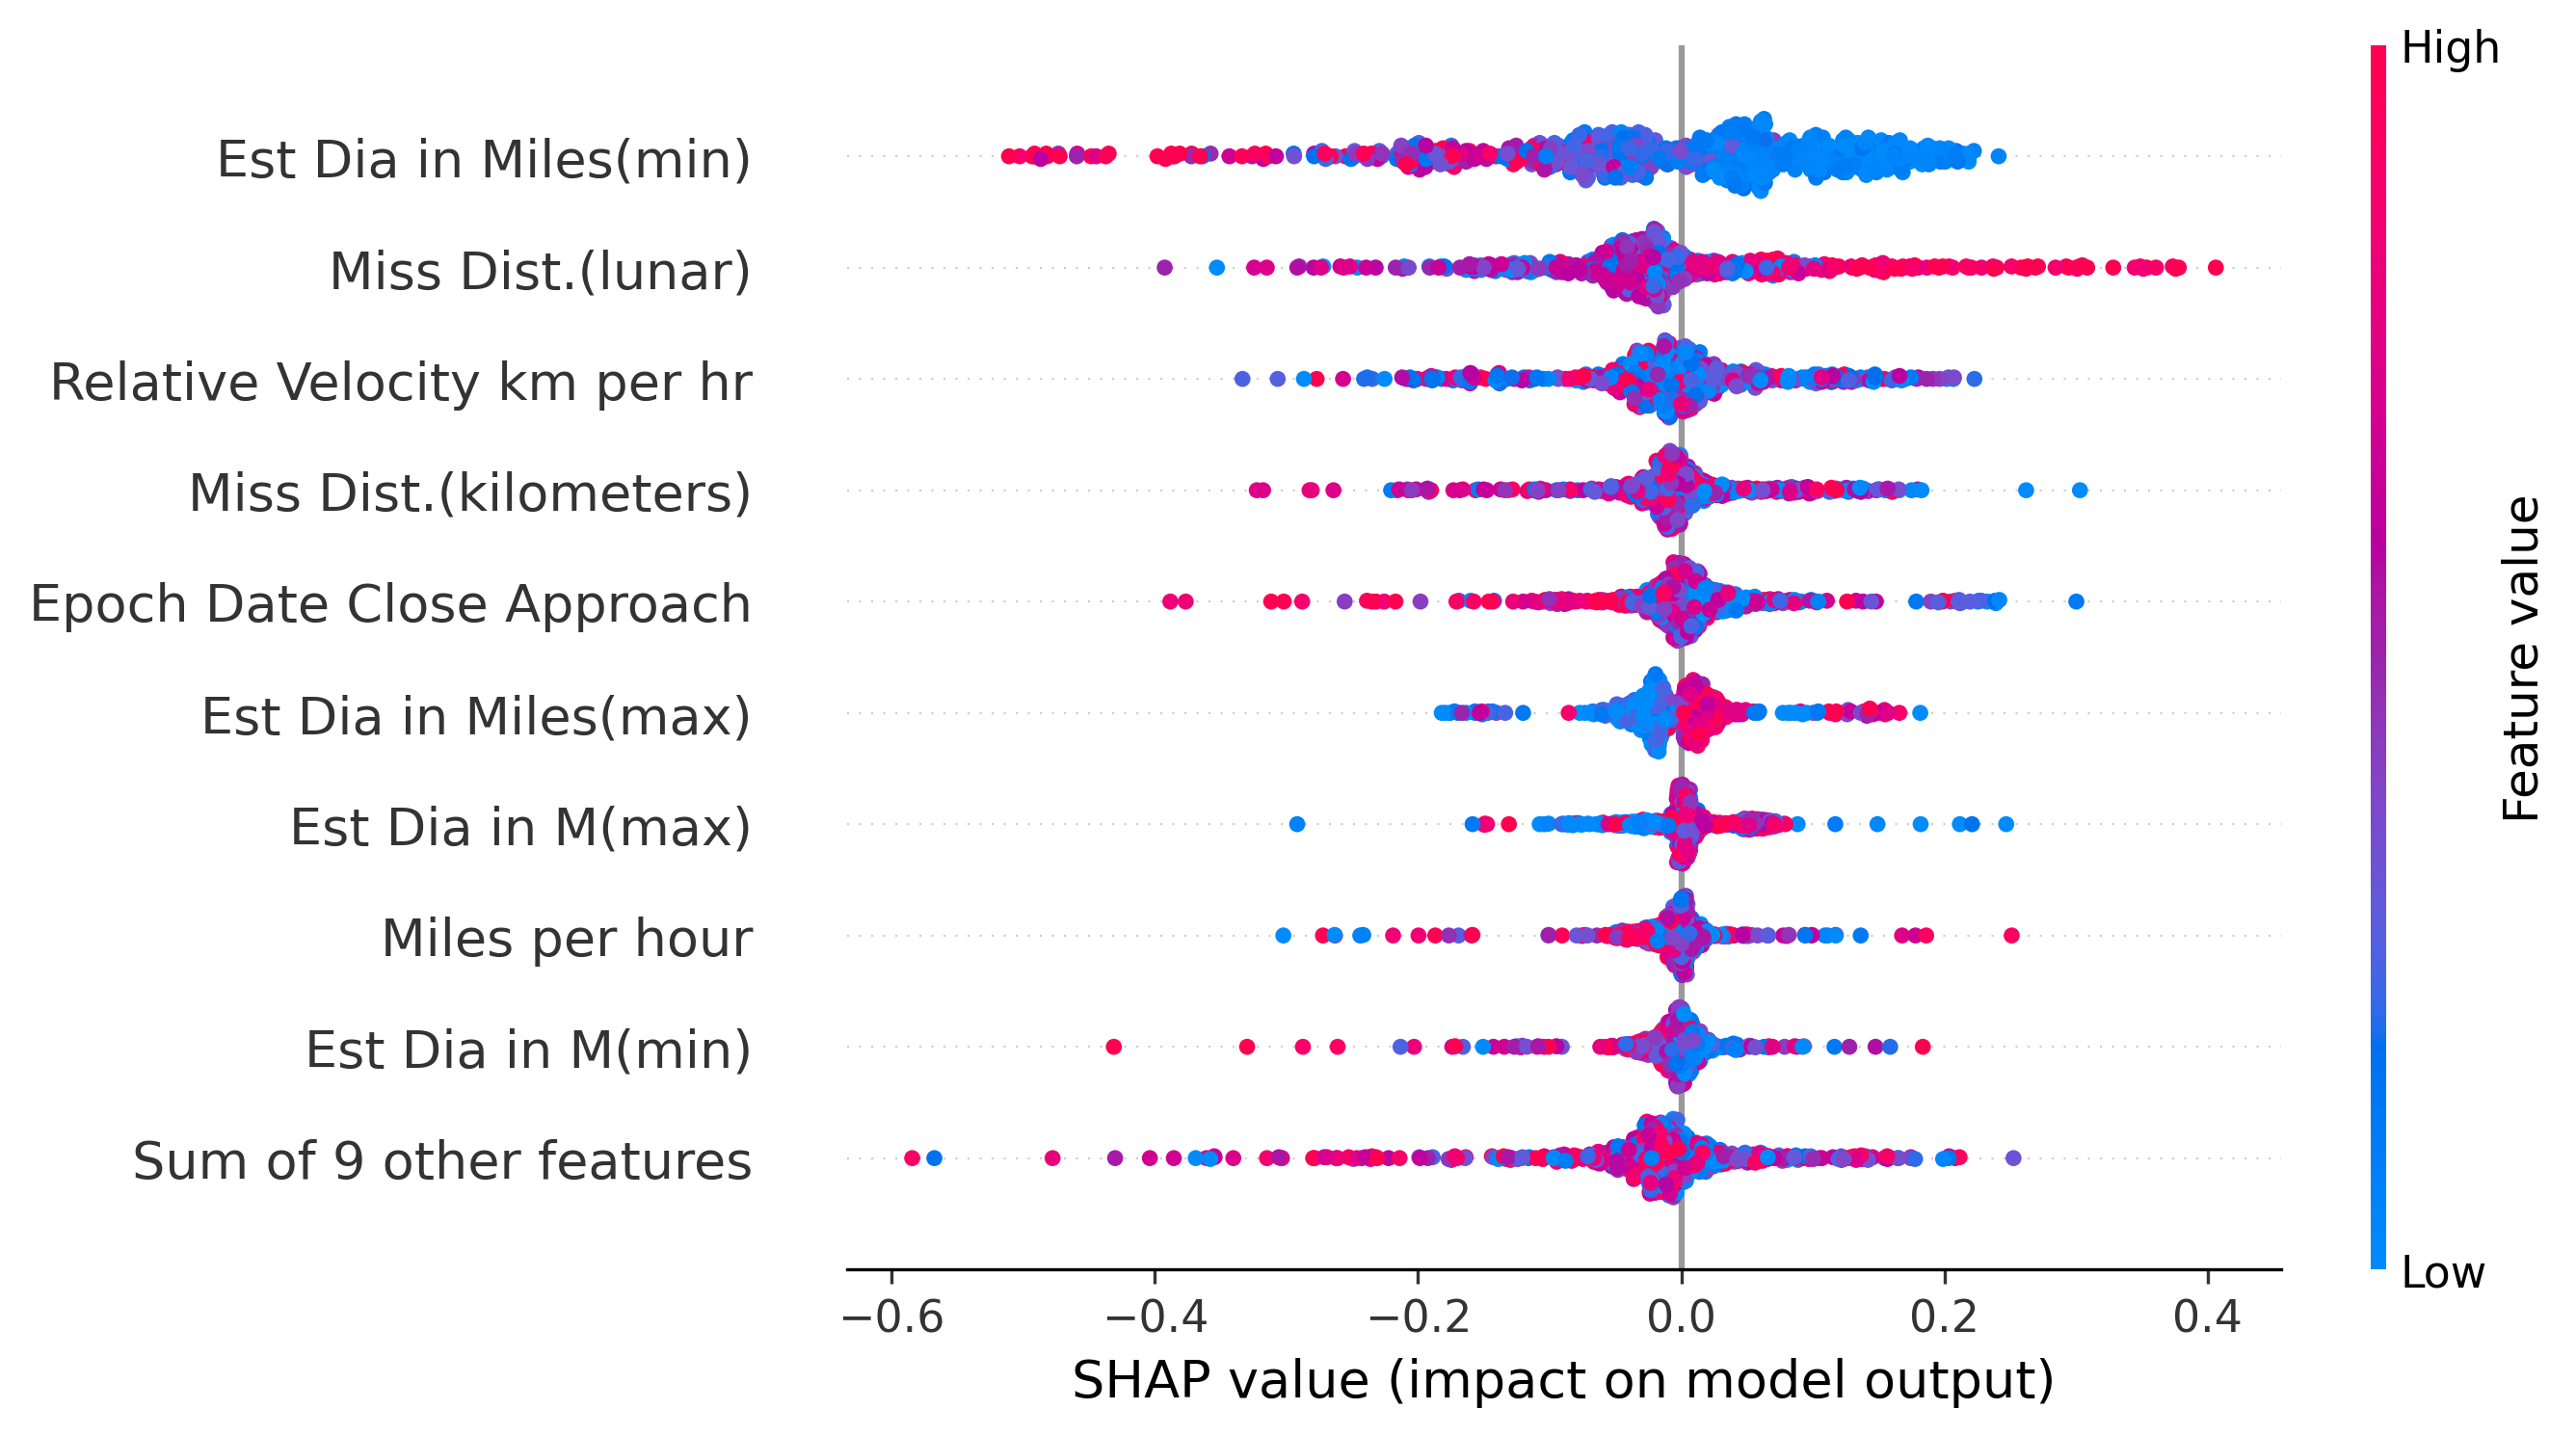 High
Est Dia in Miles(min)
Miss Dist.(lunar)
Relative Velocity km per hr
Miss Dist.(kilometers)
Epoch Date Close Approach
Est Dia in Miles(max)
Est Dia in M(max)
Miles per hour
Est Dia in M(min)
Sum of 9 other features
Feature value
Low
−0.6 −0.4 −0.2 0.0 0.2 0.4
SHAP value (impact on model output)